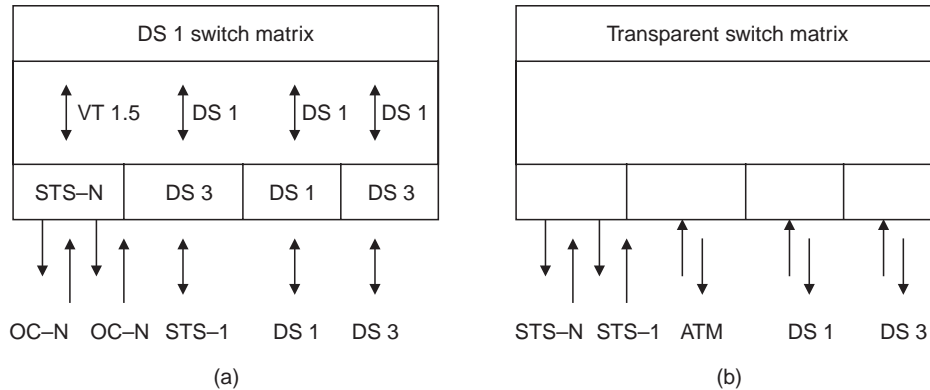 DS 1 switch matrix
VT 1.5 DS 1 DS 1 DS 1
STS–N DS 3 DS 1 DS 3
OC–N OC–N STS–1 DS 1 DS 3
(a)
Transparent switch matrix
STS–N STS–1 ATM DS 1 DS 3
(b)